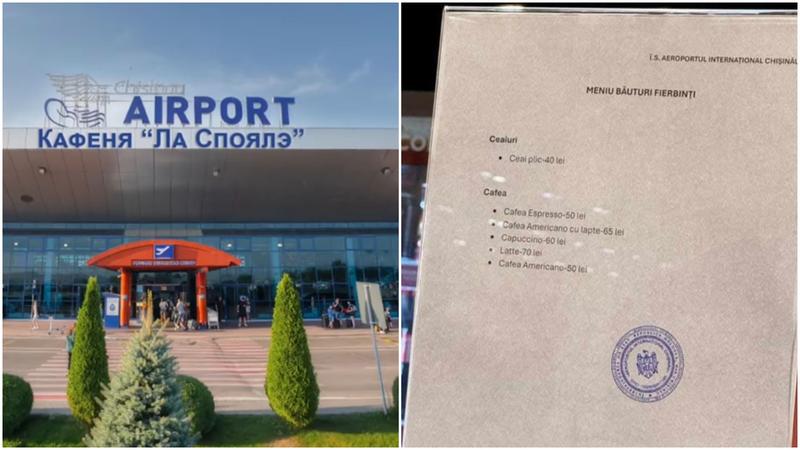 Chisinau
AIRPORT
КАФЕНЯ “ЛА СПОЯЛЭ”
Î.S. AEROPORTUL INTERNAȚIONAL CHIȘINĂU
MENIU BĂUTURI FIERBINȚI
Ceaiuri
• Ceai plic-40 lei
Cafea
• Cafea Espresso-50 lei
• Cafea Americano cu lapte-65 lei
• Capuccino-60 lei
• Latte-70 lei
• Cafea Americano-50 lei